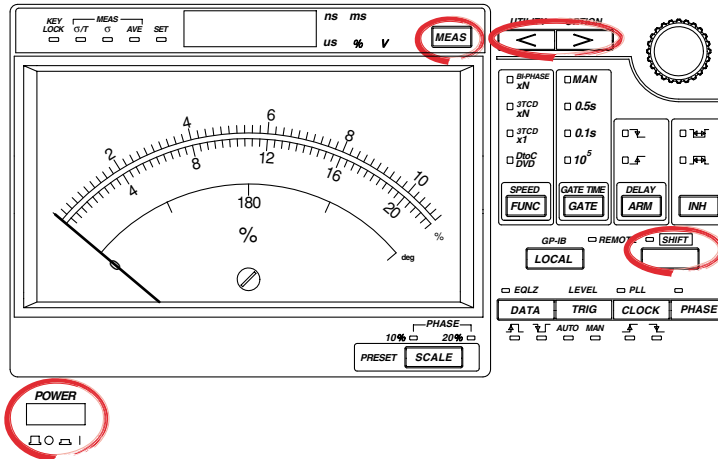 KEY LOCK
MEAS
σ/T σ AVE SET
ns ms
us % V
MEAS
UTILITY OPTION
< >
BI-PHASE xN
MAN
3TCD xN
0.5s
3TCD x1
0.1s
DtoC DVD
10⁵
SPEED GATE TIME DELAY
FUNC GATE ARM INH
GP-IB REMOTE SHIFT
LOCAL
EQLZ LEVEL PLL
DATA TRIG CLOCK PHASE
AUTO MAN
2 4 6 8 10
4 8 12 16 20
%
180
deg
%
PHASE
10% 20%
PRESET SCALE
POWER